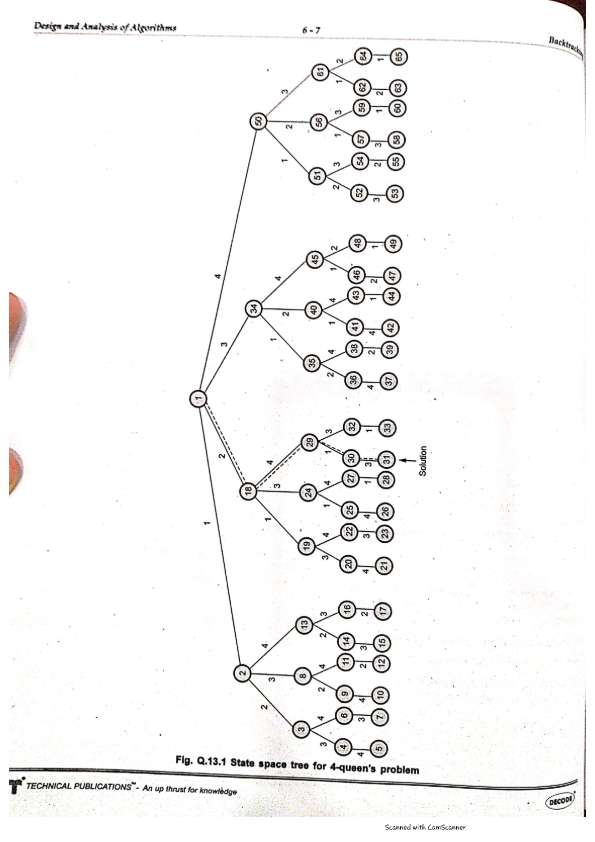 Design and Analysis of Algorithms
6 - 7
Backtracking
1
1 2 3 4
2 18 34 50
2 3 4 1 3 4 1 2 4 1 2 3
3 8 13 19 24 29 35 40 45 51 56 61
3 4 2 4 2 3 3 4 1 4 1 3 2 4 1 4 1 2 2 3 1 3 1 2
4 6 9 11 14 16 20 22 25 27 30 32 36 38 41 43 46 48 52 54 57 59 62 64
4 3 4 2 3 2 4 3 4 1 3 1 4 2 4 1 2 1 3 2 3 1 2 1
5 7 10 12 15 17 21 23 26 28 31 33 37 39 42 44 47 49 53 55 58 60 63 65
Solution
Fig. Q.13.1 State space tree for 4-queen's problem
TECHNICAL PUBLICATIONS™ - An up thrust for knowledge
DECODE
Scanned with CamScanner